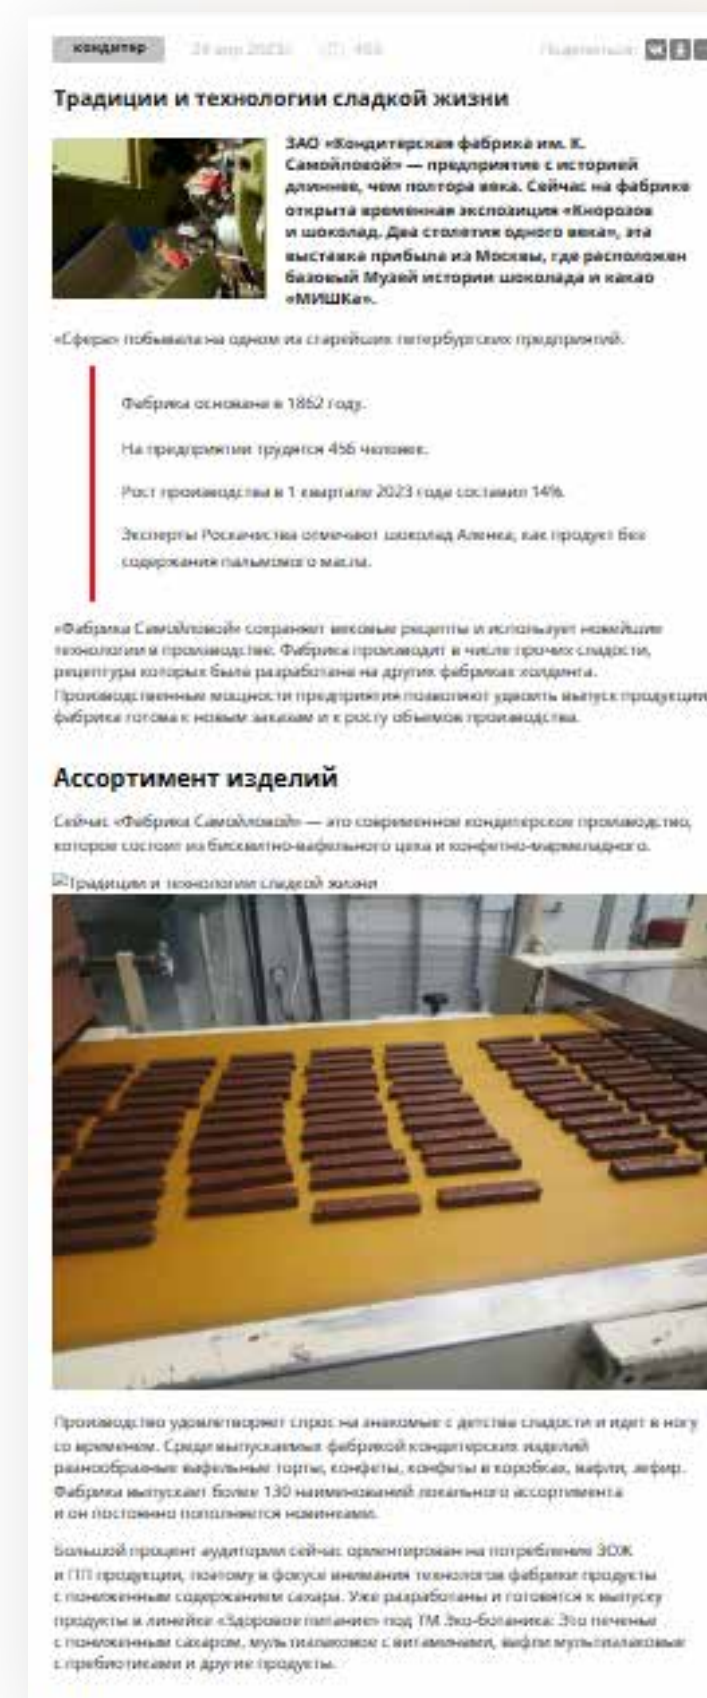 кондитер
Поделиться:
Традиции и технологии сладкой жизни
ЗАО «Кондитерская фабрика им. К.
Самойловой» — предприятие с историей
длиннее, чем полтора века. Сейчас на фабрике
открыта временная экспозиция «Кнорозов
и шоколад. Два столетия одного века», эта
выставка прибыла из Москвы, где расположен
базовый Музей истории шоколада и какао
«МИШКа».
«Сфера» побывала на одном из старейших петербургских предприятий.
Фабрика основана в 1862 году.
На предприятии трудятся 456 человек.
Рост производства в 1 квартале 2023 года составил 14%.
Эксперты Роскачества отмечают шоколад Аленка, как продукт без
содержания пальмового масла.
«Фабрика Самойловой» сохраняет вековые рецепты и использует новейшие
технологии в производстве. Фабрика производит в числе прочих сладости,
рецептура которых была разработана на других фабриках холдинга.
Производственные мощности предприятия позволяют удвоить выпуск продукции
фабрика готова к новым заказам и к росту объемов производства.
Ассортимент изделий
Сейчас «Фабрика Самойловой» — это современное кондитерское производство,
которое состоит из бисквитно-вафельного цеха и конфетно-мармеладного.
Традиции и технологии сладкой жизни
Производство удовлетворяет спрос на знакомые с детства сладости и идет в ногу
со временем. Среди выпускаемых фабрикой кондитерских изделий
разнообразные вафельные торты, конфеты, конфеты в коробках, вафли, зефир.
Фабрика выпускает более 130 наименований локального ассортимента
и он постоянно пополняется новинками.
Большой процент аудитории сейчас ориентирован на потребление ЗОЖ
и ПП продукции, поэтому в фокусе внимания технологов фабрики продукты
с пониженным содержанием сахара. Уже разработаны и готовятся к выпуску
продукты в линейке «Здоровое питание» под ТМ Эко-ботаника: Это печенье
с пониженным сахаром, мультизлаковое с витаминами, вафли мультизлаковые
с пребиотиками и другие продукты.